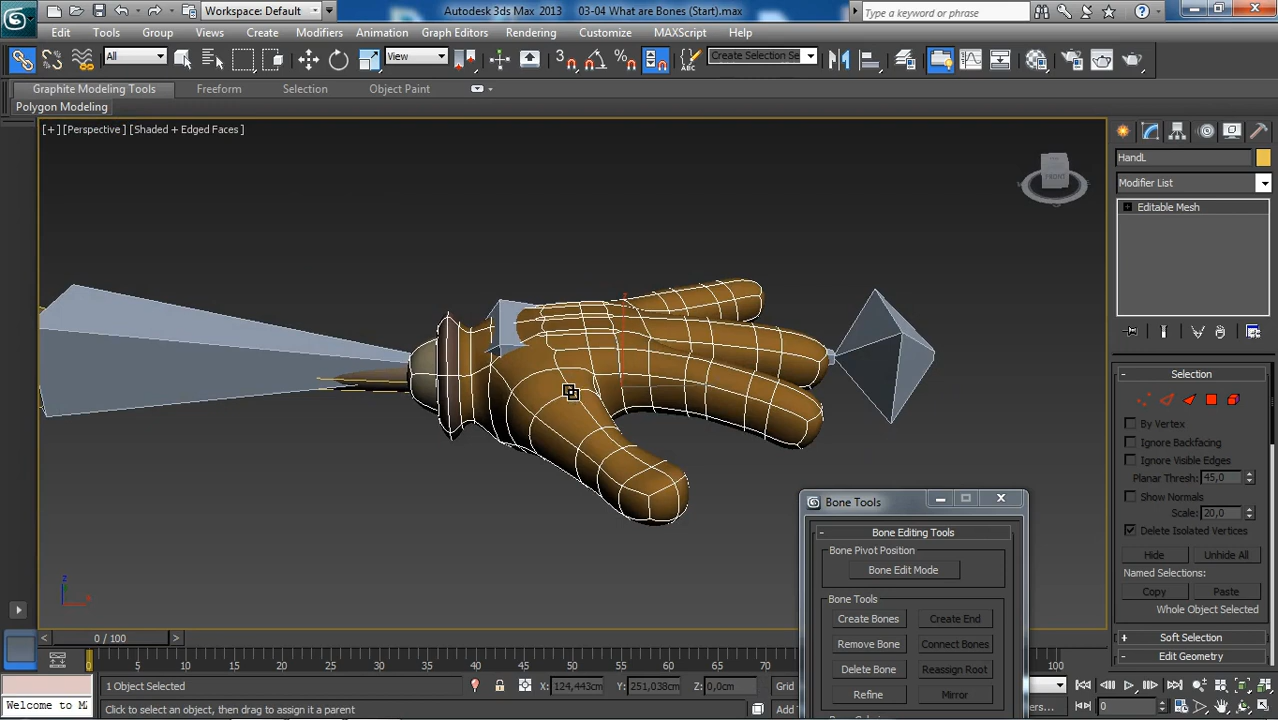 Workspace: Default
Autodesk 3ds Max 2013
03-04 What are Bones (Start).max
Type a keyword or phrase
Edit Tools Group Views Create Modifiers Animation Graph Editors Rendering Customize MAXScript Help
All
View
3
Create Selection Se
Graphite Modeling Tools Freeform Selection Object Paint
Polygon Modeling
[+] [Perspective] [Shaded + Edged Faces]
FRONT
HandL
Modifier List
Editable Mesh
Selection
By Vertex
Ignore Backfacing
Ignore Visible Edges
Planar Thresh: 45,0
Show Normals
Scale: 20,0
Delete Isolated Vertices
Hide Unhide All
Named Selections:
Copy Paste
Whole Object Selected
Soft Selection
Edit Geometry
Bone Tools
Bone Editing Tools
Bone Pivot Position
Bone Edit Mode
Bone Tools
Create Bones Create End
Remove Bone Connect Bones
Delete Bone Reassign Root
Refine Mirror
z
x
0 / 100
0 5 10 15 20 25 30 35 40 45 50 55 60 65 70 100
1 Object Selected
X: 124,443cm Y: 251,038cm Z: 0,0cm Grid
Welcome to M
Click to select an object, then drag to assign it a parent
Add
ers...
0